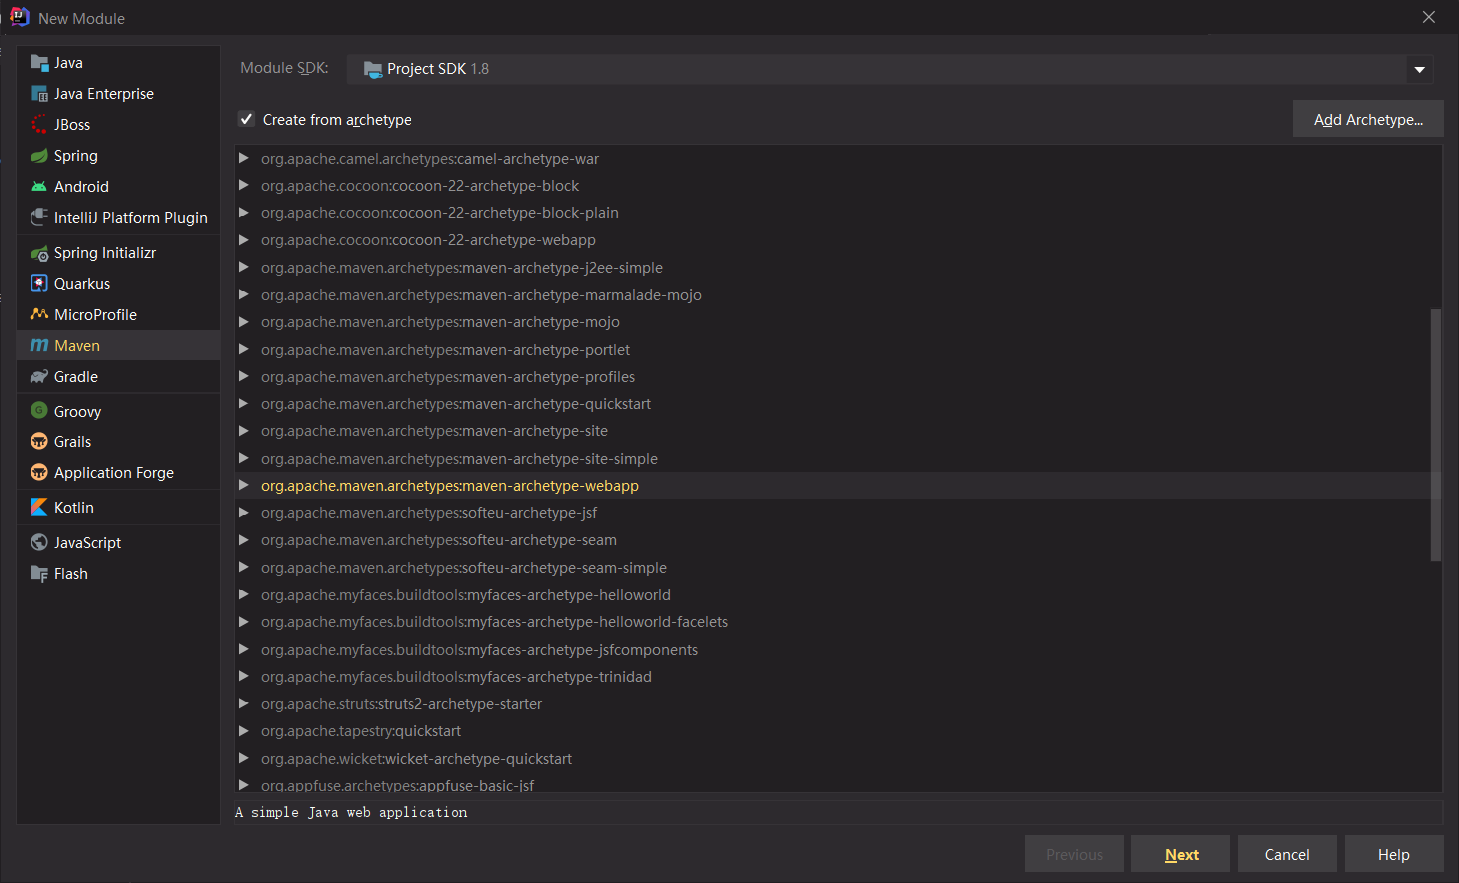 New Module
Java
Java Enterprise
JBoss
Spring
Android
IntelliJ Platform Plugin
Spring Initializr
Quarkus
MicroProfile
Maven
Gradle
Groovy
Grails
Application Forge
Kotlin
JavaScript
Flash
Module SDK: Project SDK 1.8
Create from archetype
Add Archetype...
org.apache.camel.archetypes:camel-archetype-war
org.apache.cocoon:cocoon-22-archetype-block
org.apache.cocoon:cocoon-22-archetype-block-plain
org.apache.cocoon:cocoon-22-archetype-webapp
org.apache.maven.archetypes:maven-archetype-j2ee-simple
org.apache.maven.archetypes:maven-archetype-marmalade-mojo
org.apache.maven.archetypes:maven-archetype-mojo
org.apache.maven.archetypes:maven-archetype-portlet
org.apache.maven.archetypes:maven-archetype-profiles
org.apache.maven.archetypes:maven-archetype-quickstart
org.apache.maven.archetypes:maven-archetype-site
org.apache.maven.archetypes:maven-archetype-site-simple
org.apache.maven.archetypes:maven-archetype-webapp
org.apache.maven.archetypes:softeu-archetype-jsf
org.apache.maven.archetypes:softeu-archetype-seam
org.apache.maven.archetypes:softeu-archetype-seam-simple
org.apache.myfaces.buildtools:myfaces-archetype-helloworld
org.apache.myfaces.buildtools:myfaces-archetype-helloworld-facelets
org.apache.myfaces.buildtools:myfaces-archetype-jsfcomponents
org.apache.myfaces.buildtools:myfaces-archetype-trinidad
org.apache.struts:struts2-archetype-starter
org.apache.tapestry:quickstart
org.apache.wicket:wicket-archetype-quickstart
org.appfuse.archetypes:appfuse-basic-jsf
A simple Java web application
Previous
Next
Cancel
Help